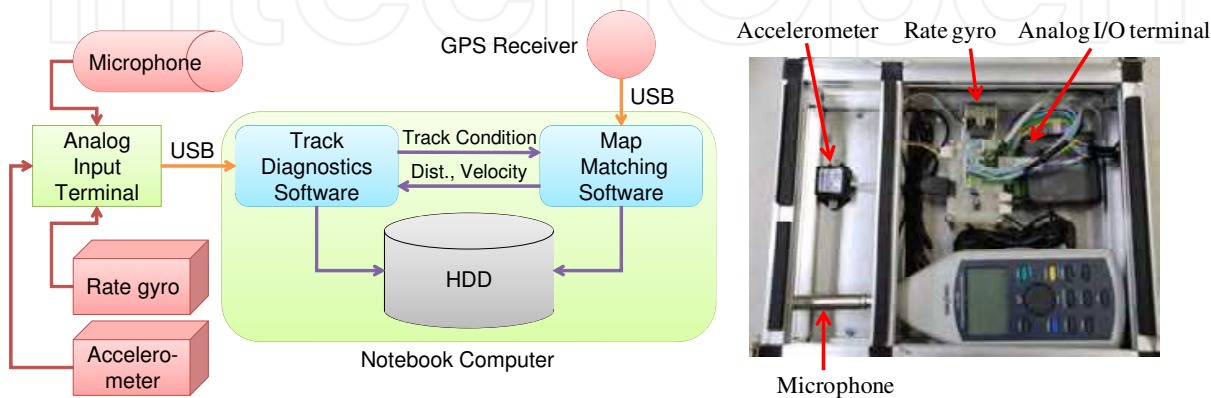 Microphone
GPS Receiver
USB
Analog
Input
Terminal
USB
Track
Diagnostics
Software
Track Condition
Dist., Velocity
Map
Matching
Software
HDD
Rate gyro
Accelero-
meter
Notebook Computer
Accelerometer
Rate gyro
Analog I/O terminal
Microphone